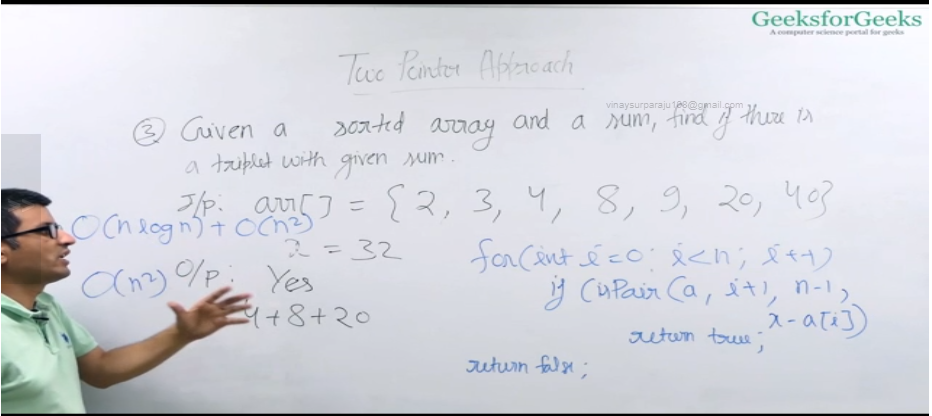 GeeksforGeeks
A computer science portal for geeks
Two Pointer Approach
vinaysurparaju183@gmail.com
③ Given a sorted array and a sum, find if there is
a triplet with given sum.
I/p: arr[] = {2, 3, 4, 8, 9, 20, 40}
O(n log n) + O(n²)
x = 32
O(n²)
O/p: Yes
4+8+20
for(int i=0; i<n; i++)
if (isPair(a, i+1, n-1,
x-a[i])
return true;
return false;